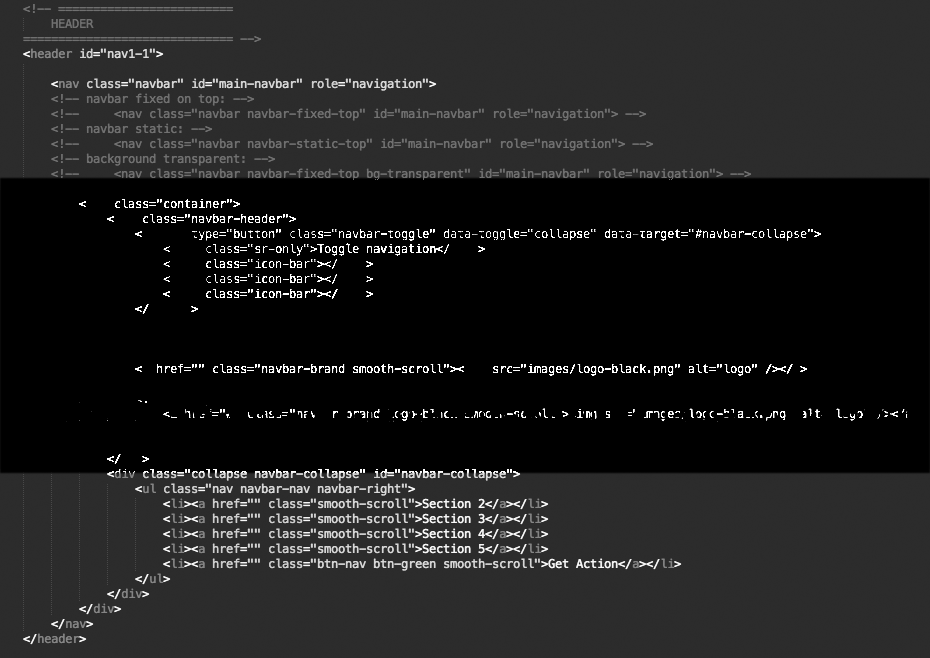 <!-- =========================
HEADER
============================== -->
<header id="nav1-1">
<nav class="navbar" id="main-navbar" role="navigation">
<!-- navbar fixed on top: -->
<!--     <nav class="navbar navbar-fixed-top" id="main-navbar" role="navigation"> -->
<!-- navbar static: -->
<!--     <nav class="navbar navbar-static-top" id="main-navbar" role="navigation"> -->
<!-- background transparent: -->
<!--     <nav class="navbar navbar-fixed-top bg-transparent" id="main-navbar" role="navigation"> -->
<    class="container">
<    class="navbar-header">
<       type="button" class="navbar-toggle" data-toggle="collapse" data-target="#navbar-collapse">
<     class="sr-only">Toggle navigation</    >
<     class="icon-bar"></    >
<     class="icon-bar"></    >
<     class="icon-bar"></    >
</      >
<  href="" class="navbar-brand smooth-scroll"><    src="images/logo-black.png" alt="logo" /></ >
</   >
<div class="collapse navbar-collapse" id="navbar-collapse">
<ul class="nav navbar-nav navbar-right">
<li><a href="" class="smooth-scroll">Section 2</a></li>
<li><a href="" class="smooth-scroll">Section 3</a></li>
<li><a href="" class="smooth-scroll">Section 4</a></li>
<li><a href="" class="smooth-scroll">Section 5</a></li>
<li><a href="" class="btn-nav btn-green smooth-scroll">Get Action</a></li>
</ul>
</div>
</div>
</nav>
</header>